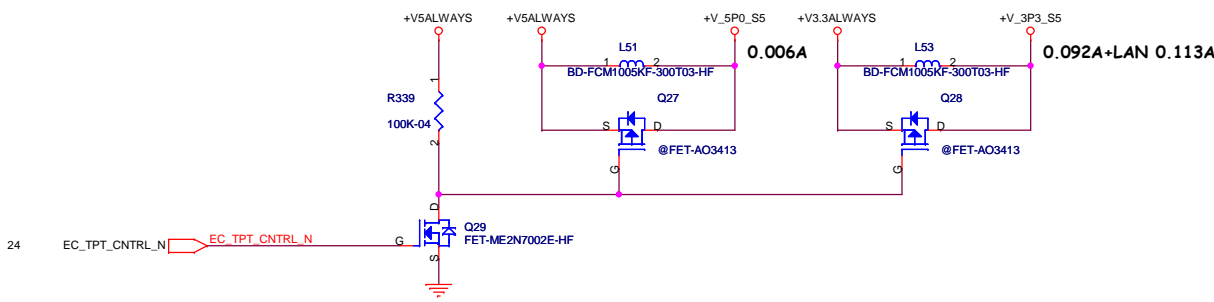 +V5ALWAYS
+V5ALWAYS
+V_5P0_S5
+V3.3ALWAYS
+V_3P3_S5
0.006A
0.092A+LAN 0.113A
L51
1 2
BD-FCM1005KF-300T03-HF
L53
1 2
BD-FCM1005KF-300T03-HF
1
R339
100K-04
2
Q27
S D
@FET-AO3413
G
Q28
S D
@FET-AO3413
G
D
Q29
FET-ME2N7002E-HF
G
S
24
EC_TPT_CNTRL_N
EC_TPT_CNTRL_N